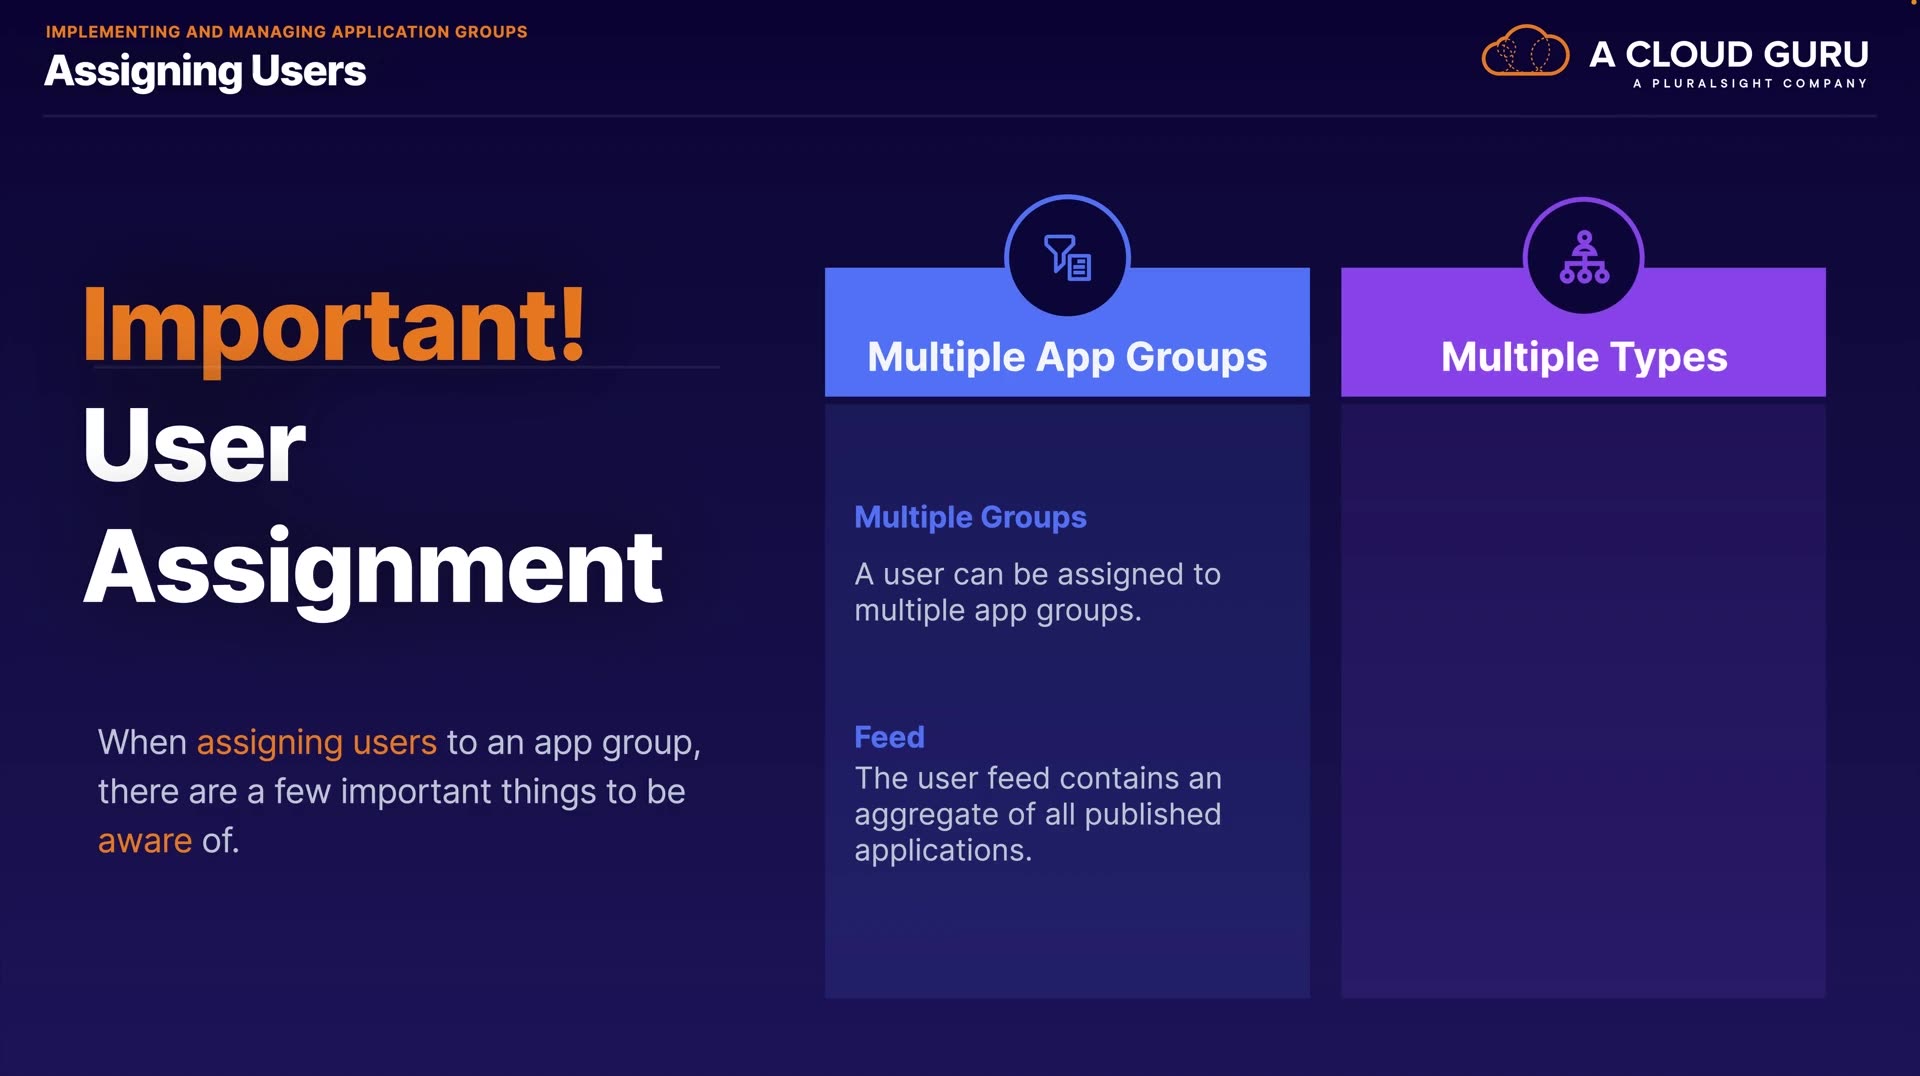 IMPLEMENTING AND MANAGING APPLICATION GROUPS
Assigning Users
A CLOUD GURU
A PLURALSIGHT COMPANY
Important!
User
Assignment
When assigning users to an app group,
there are a few important things to be
aware of.
Multiple App Groups
Multiple Groups
A user can be assigned to
multiple app groups.
Feed
The user feed contains an
aggregate of all published
applications.
Multiple Types